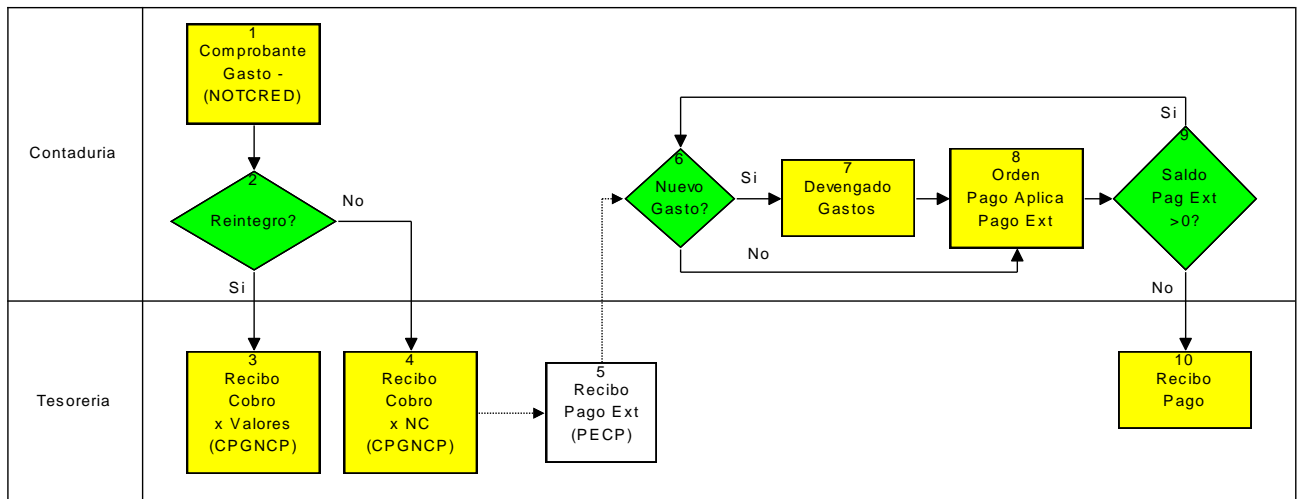 Contaduria
1
Comprobante
Gasto -
(NOTCRED)
2
Reintegro?
No
Si
6
Nuevo
Gasto?
Si
No
7
Devengado
Gastos
8
Orden
Pago Aplica
Pago Ext
9
Saldo
Pag Ext
>0?
Si
No
Tesoreria
3
Recibo
Cobro
x Valores
(CPGNCP)
4
Recibo
Cobro
x NC
(CPGNCP)
5
Recibo
Pago Ext
(PECP)
10
Recibo
Pago